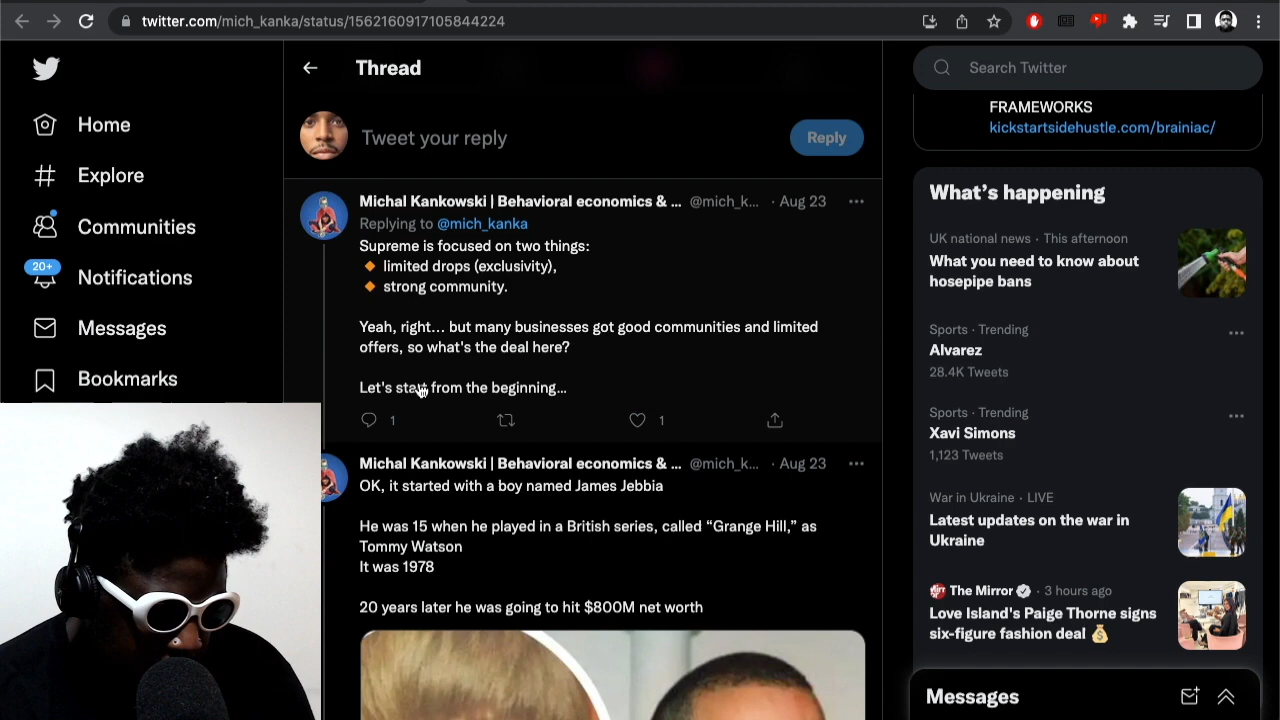 twitter.com/mich_kanka/status/1562160917105844224
Home
Explore
Communities
20+
Notifications
Messages
Bookmarks
Thread
Tweet your reply
Reply
Michal Kankowski | Behavioral economics & ... @mich_k... · Aug 23
Replying to @mich_kanka
Supreme is focused on two things:
🔸 limited drops (exclusivity),
🔸 strong community.
Yeah, right... but many businesses got good communities and limited
offers, so what's the deal here?
Let's start from the beginning...
1
1
Michal Kankowski | Behavioral economics & ... @mich_k... · Aug 23
OK, it started with a boy named James Jebbia
He was 15 when he played in a British series, called “Grange Hill,” as
Tommy Watson
It was 1978
20 years later he was going to hit $800M net worth
Search Twitter
FRAMEWORKS
kickstartsidehustle.com/brainiac/
What’s happening
UK national news · This afternoon
What you need to know about
hosepipe bans
Sports · Trending
Alvarez
28.4K Tweets
Sports · Trending
Xavi Simons
1,123 Tweets
War in Ukraine · LIVE
Latest updates on the war in
Ukraine
The Mirror · 3 hours ago
Love Island's Paige Thorne signs
six-figure fashion deal 💰
Messages